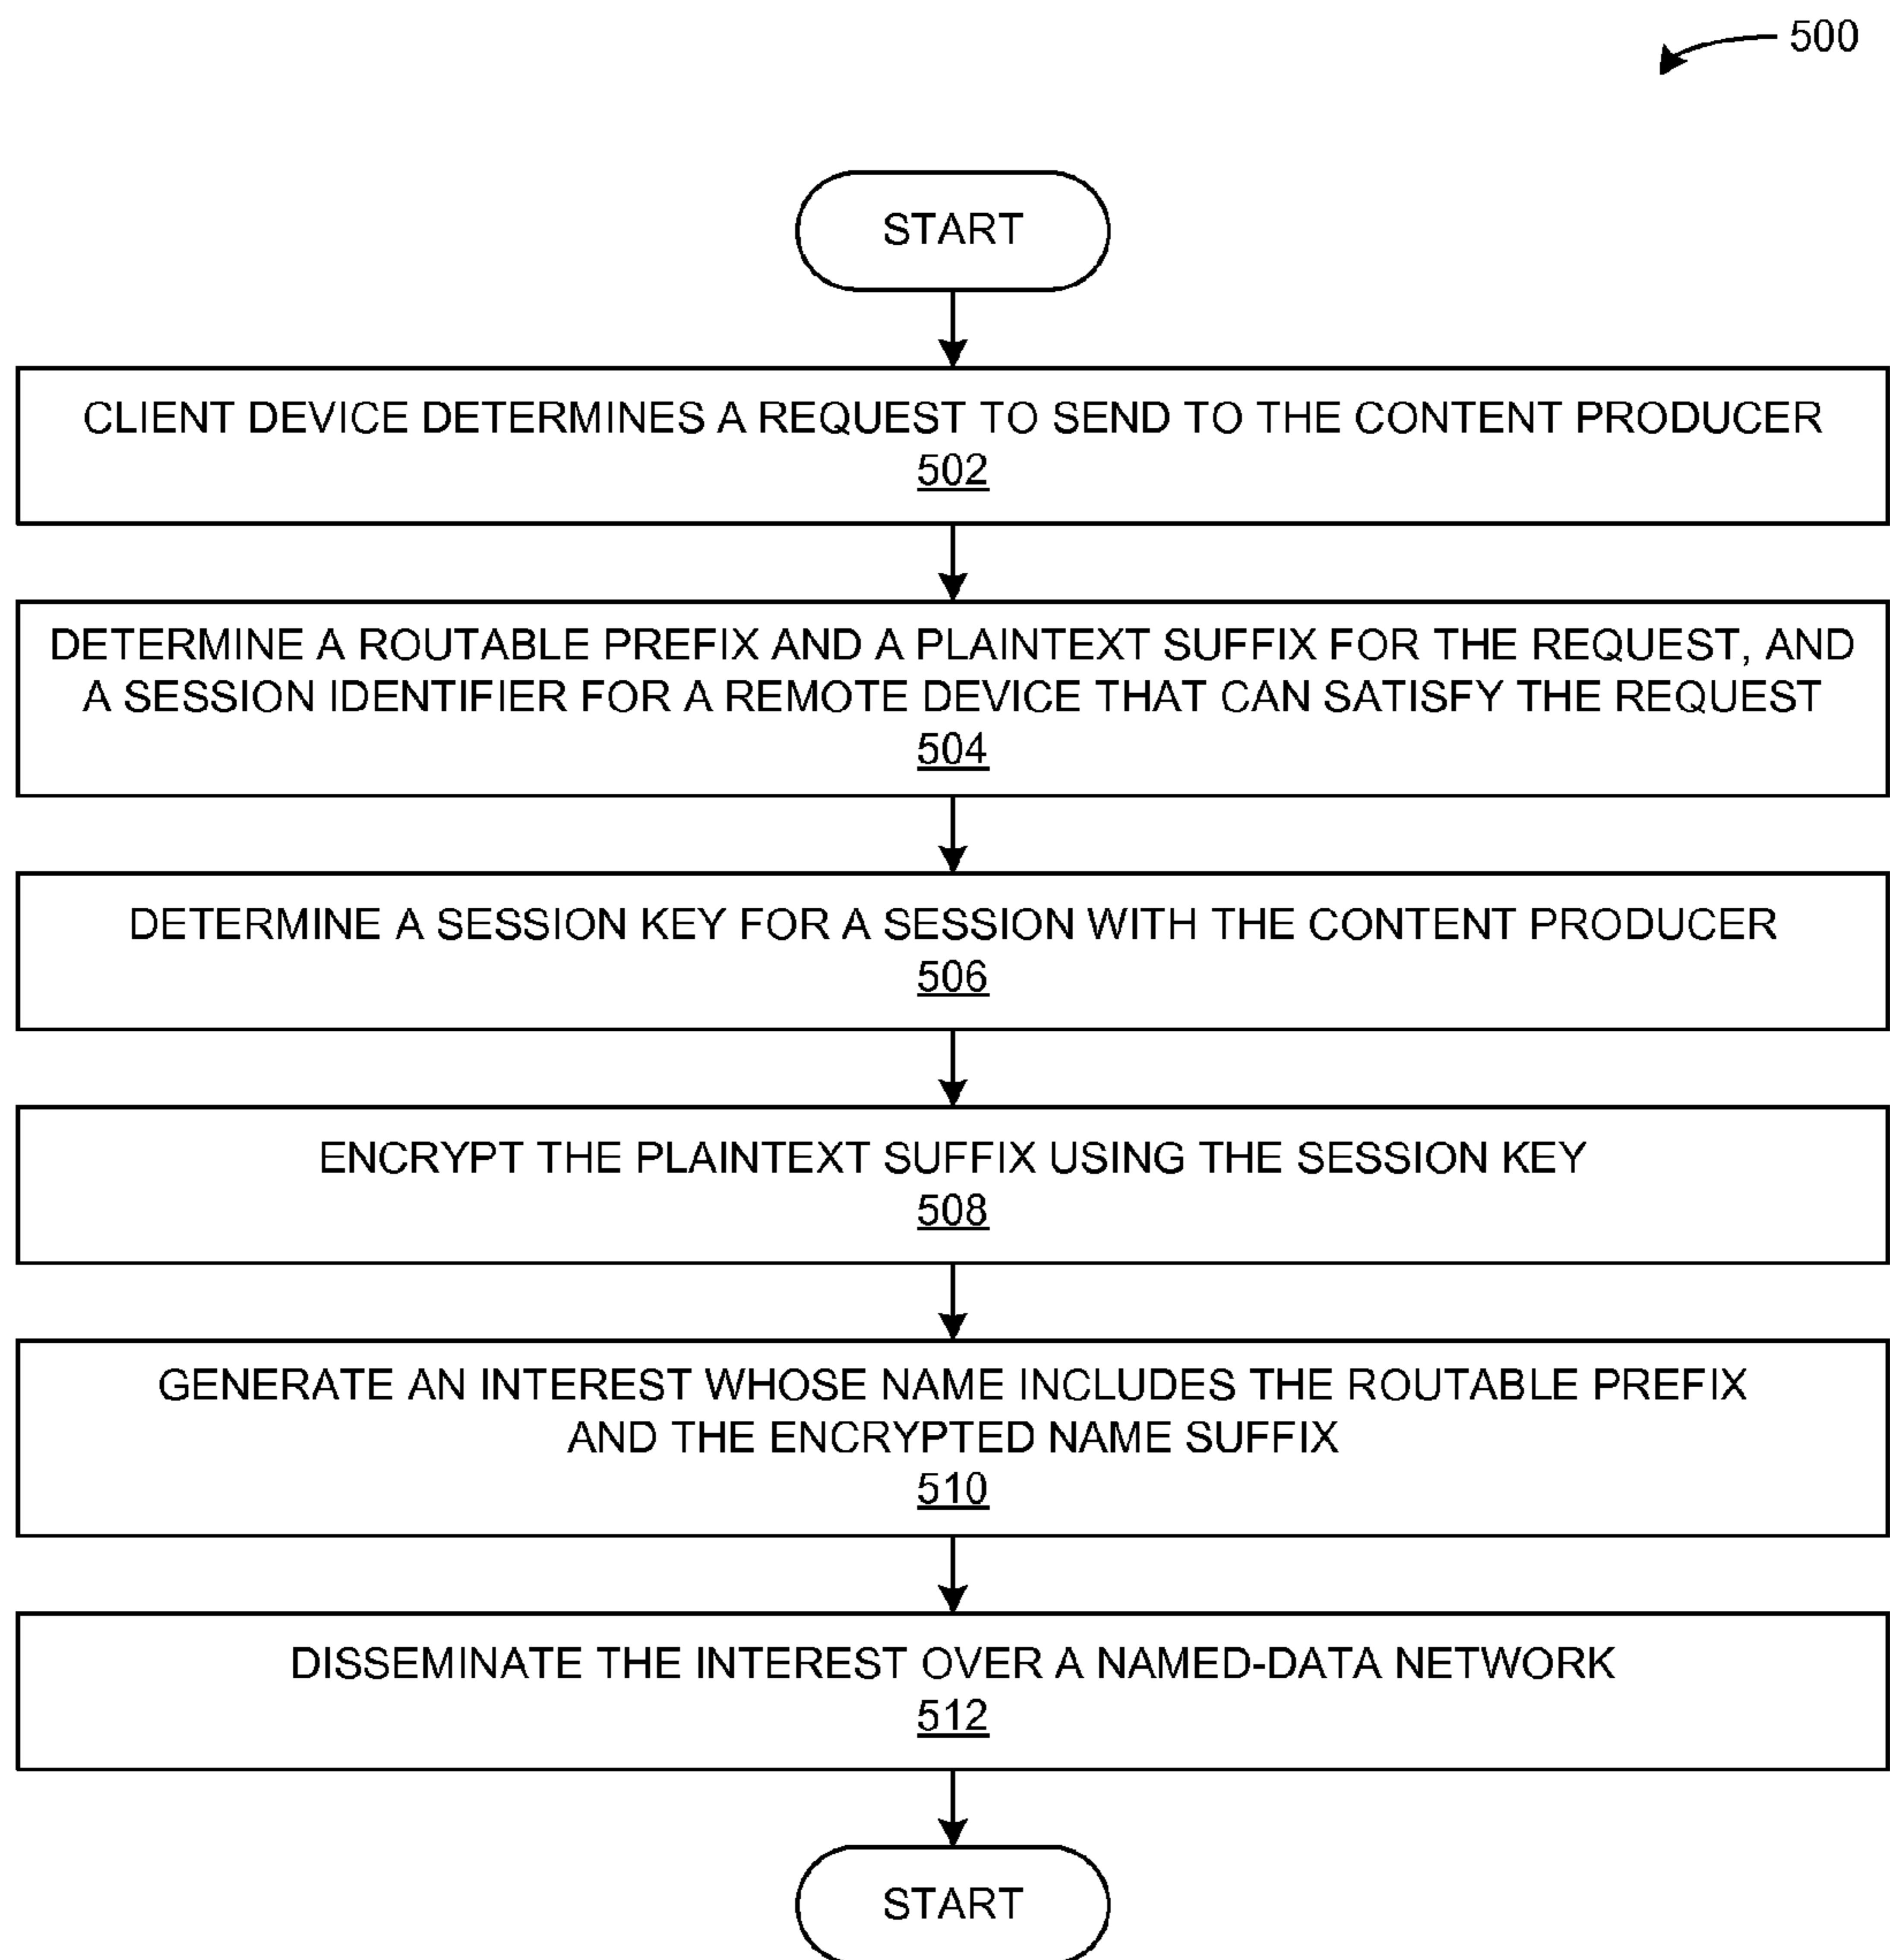 500
START
CLIENT DEVICE DETERMINES A REQUEST TO SEND TO THE CONTENT PRODUCER
502
DETERMINE A ROUTABLE PREFIX AND A PLAINTEXT SUFFIX FOR THE REQUEST, AND
A SESSION IDENTIFIER FOR A REMOTE DEVICE THAT CAN SATISFY THE REQUEST
504
DETERMINE A SESSION KEY FOR A SESSION WITH THE CONTENT PRODUCER
506
ENCRYPT THE PLAINTEXT SUFFIX USING THE SESSION KEY
508
GENERATE AN INTEREST WHOSE NAME INCLUDES THE ROUTABLE PREFIX
AND THE ENCRYPTED NAME SUFFIX
510
DISSEMINATE THE INTEREST OVER A NAMED-DATA NETWORK
512
START